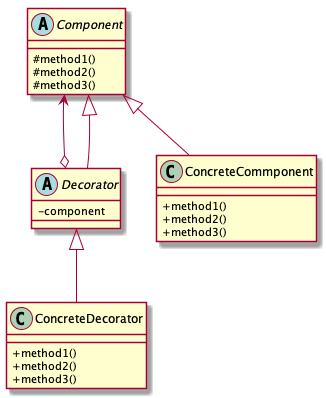 A Component
#method1()
#method2()
#method3()
A Decorator
-component
C ConcreteCommponent
+method1()
+method2()
+method3()
C ConcreteDecorator
+method1()
+method2()
+method3()